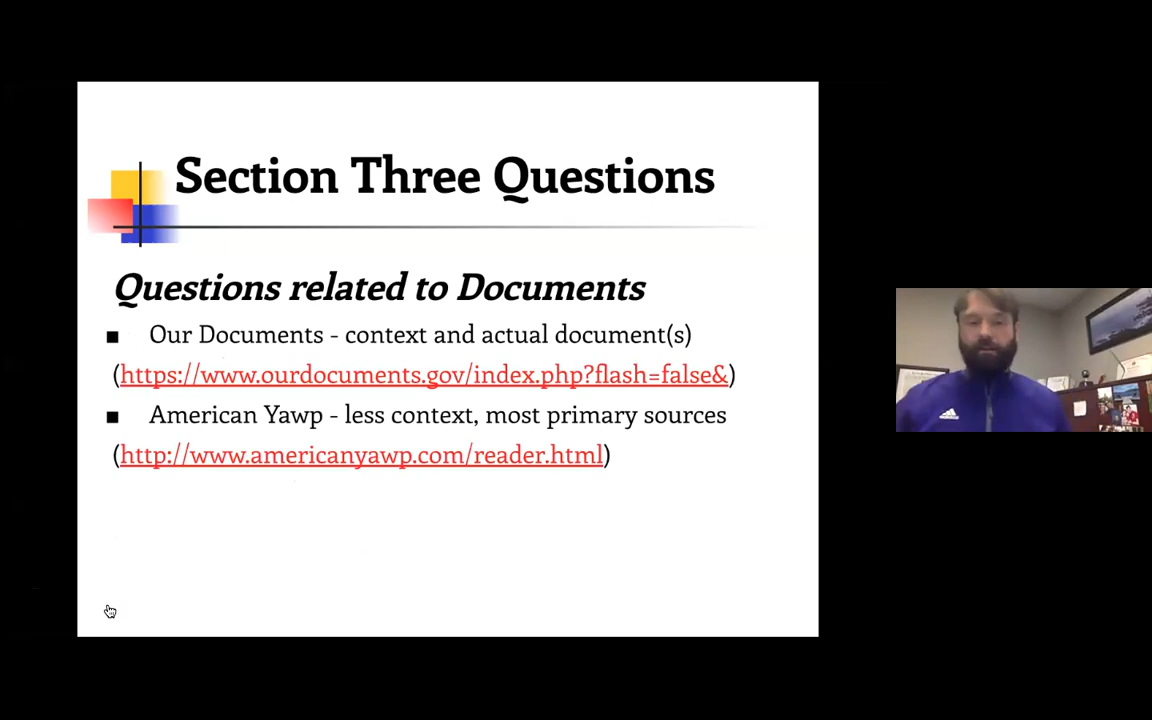 Section Three Questions
Questions related to Documents
■ Our Documents - context and actual document(s)
(https://www.ourdocuments.gov/index.php?flash=false&)
■ American Yawp - less context, most primary sources
(http://www.americanyawp.com/reader.html)